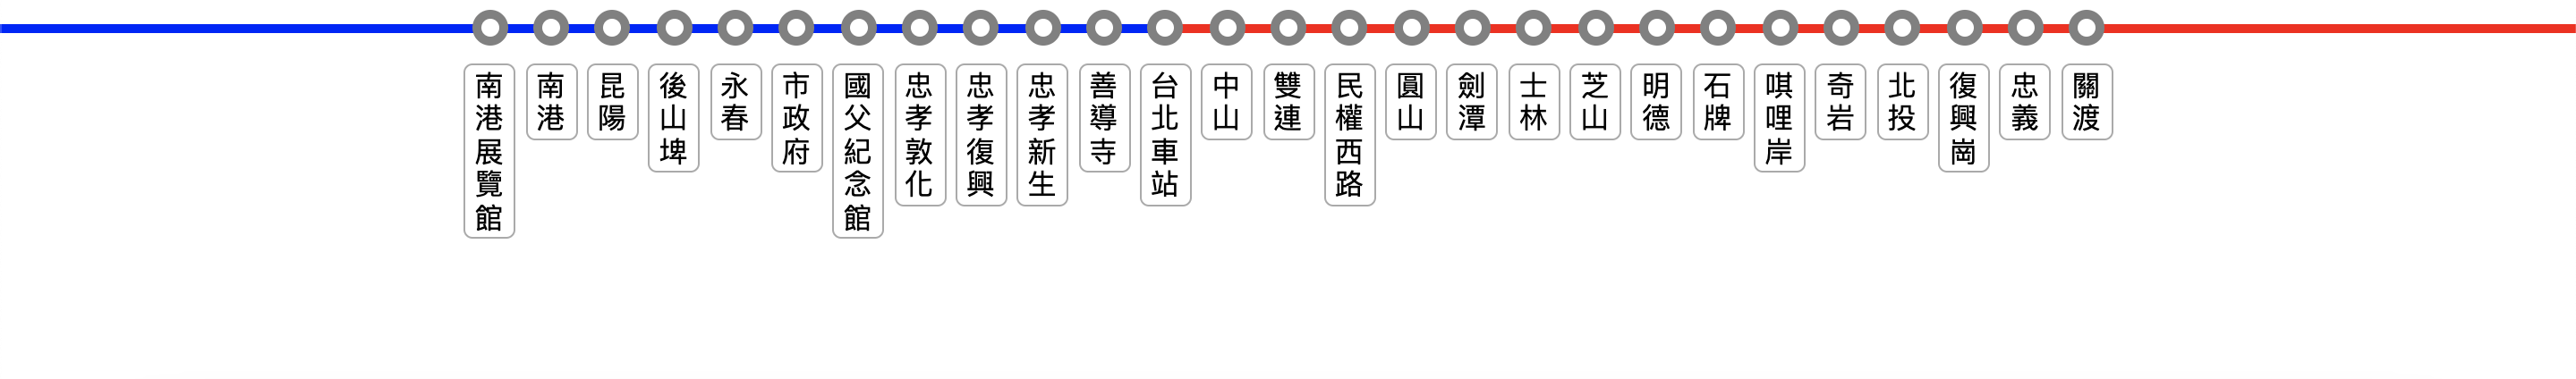 南港展覽館
南港
昆陽
後山埤
永春
市政府
國父紀念館
忠孝敦化
忠孝復興
忠孝新生
善導寺
台北車站
中山
雙連
民權西路
圓山
劍潭
士林
芝山
明德
石牌
唭哩岸
奇岩
北投
復興崗
忠義
關渡